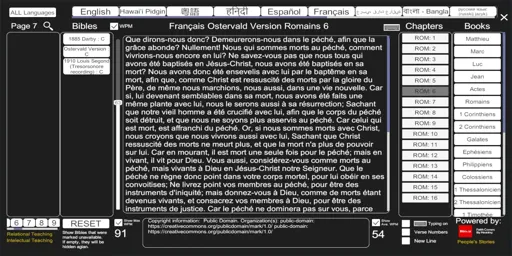 ALL Languages
English
Hawai'i Pidgin
粵語
हिन्दी
Español
Français
বাংলা - Bangla
Page 7
Bibles
WPM
Français Ostervald Version Romains 6
Chapters
Books
1885 Darby : C
Ostervald Version : C
1910 Louis Segond (Tresorsonore recording) : C
Que dirons-nous donc? Demeurerons-nous dans le péché, afin que la
grâce abonde? Nullement! Nous qui sommes morts au péché, comment
vivrions-nous encore en lui? Ne savez-vous pas que nous tous qui
avons été baptisés en Jésus-Christ, nous avons été baptisés en sa
mort? Nous avons donc été ensevelis avec lui par le baptême en sa
mort, afin que, comme Christ est ressuscité des morts par la gloire du
Père, de même nous marchions, nous aussi, dans une vie nouvelle. Car
si, lui devenant semblables dans sa mort, nous avons été faits une
même plante avec lui, nous le serons aussi à sa résurrection; Sachant
que notre vieil homme a été crucifié avec lui, afin que le corps du péché
soit détruit, et que nous ne soyons plus asservis au péché. Car celui qui
est mort, est affranchi du péché. Or, si nous sommes morts avec Christ,
nous croyons que nous vivrons aussi avec lui, Sachant que Christ
ressuscité des morts ne meurt plus, et que la mort n'a plus de pouvoir
sur lui. Car en mourant, il est mort une seule fois pour le péché; mais en
vivant, il vit pour Dieu. Vous aussi, considérez-vous comme morts au
péché, mais vivants à Dieu en Jésus-Christ notre Seigneur. Que le
péché ne règne donc point dans votre corps mortel, pour lui obéir en ses
convoitises; Ne livrez point vos membres au péché, pour être des
instruments d'iniquité; mais donnez-vous à Dieu, comme de morts étant
devenus vivants, et consacrez vos membres à Dieu, pour être des
instruments de justice. Car le péché ne dominera pas sur vous, parce
ROM: 1
ROM: 2
ROM: 3
ROM: 4
ROM: 5
ROM: 6
ROM: 7
ROM: 8
ROM: 9
ROM: 10
ROM: 11
ROM: 12
ROM: 13
ROM: 14
ROM: 15
ROM: 16
Matthieu
Marc
Luc
Jean
Actes
Romains
1 Corinthiens
2 Corinthiens
Galates
Ephésiens
Philippiens
Colossiens
1 Thessaloniciens
2 Thessaloniciens
1 Timothée
6 7 8 9
RESET
Relational Teaching
Intellectual Teaching
Show Bibles that were marked unavailable. If empty, they will be hidden agian.
91
Copyright information: Public Domain. Organization(s): public-domain:
https://creativecommons.org/publicdomain/mark/1.0/ public-domain:
https://creativecommons.org/publicdomain/mark/1.0/
54
Typing on
Verse Numbers
New Line
Powered by:
Faith Comes By Hearing
People's Stories